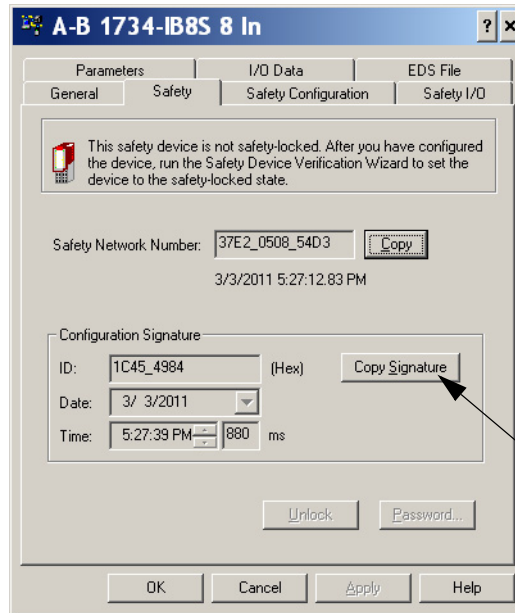 A-B 1734-IB8S 8 In
? ×
Parameters I/O Data EDS File
General Safety Safety Configuration Safety I/O
This safety device is not safety-locked. After you have configured
the device, run the Safety Device Verification Wizard to set the
device to the safety-locked state.
Safety Network Number: 37E2_0508_54D3 Copy
3/3/2011 5:27:12.83 PM
Configuration Signature
ID: 1C45_4984 (Hex) Copy Signature
Date: 3/ 3/2011
Time: 5:27:39 PM 880 ms
Unlock Password...
OK Cancel Apply Help